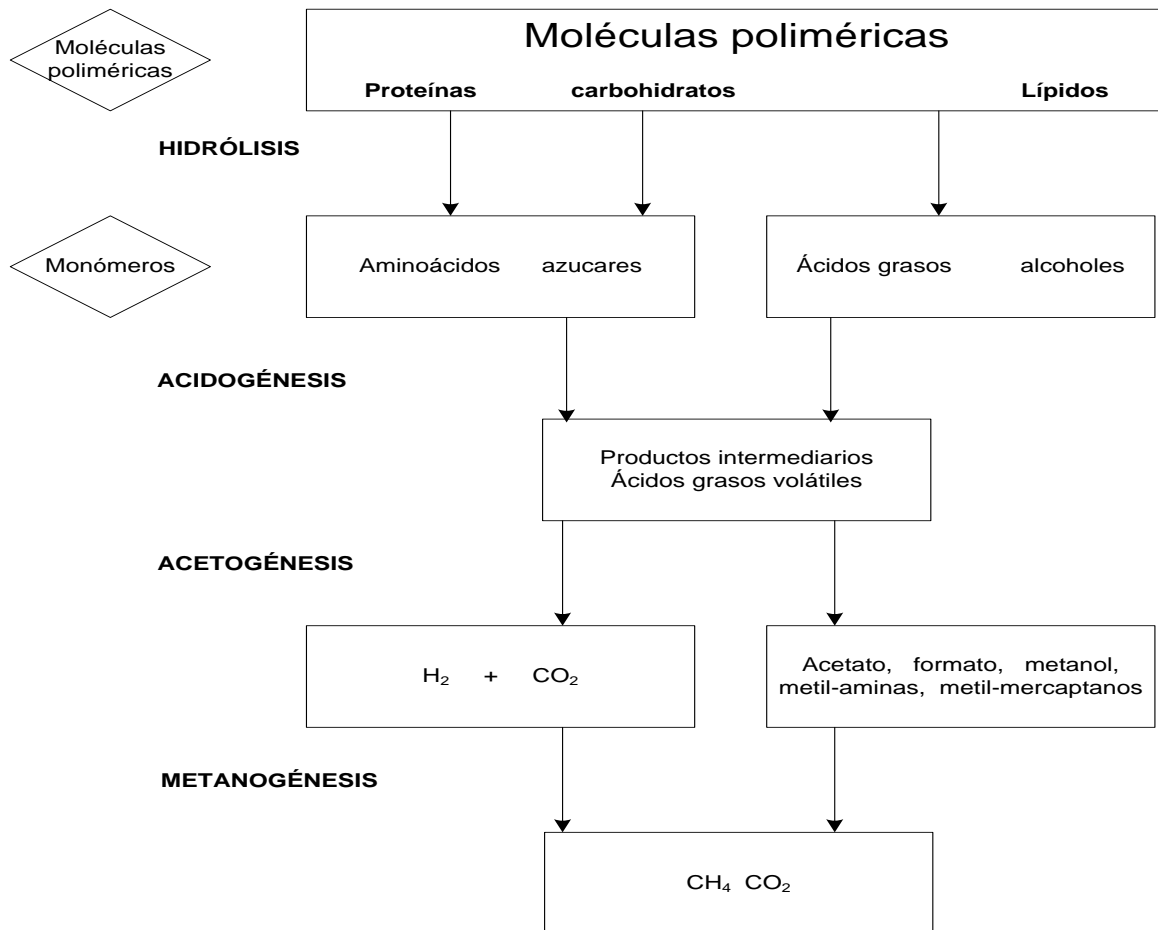 Moléculas
poliméricas
Moléculas poliméricas
Proteínas carbohidratos Lípidos
HIDRÓLISIS
Monómeros
Aminoácidos azucares
Ácidos grasos alcoholes
ACIDOGÉNESIS
Productos intermediarios
Ácidos grasos volátiles
ACETOGÉNESIS
H₂ + CO₂
Acetato, formato, metanol,
metil-aminas, metil-mercaptanos
METANOGÉNESIS
CH₄ CO₂